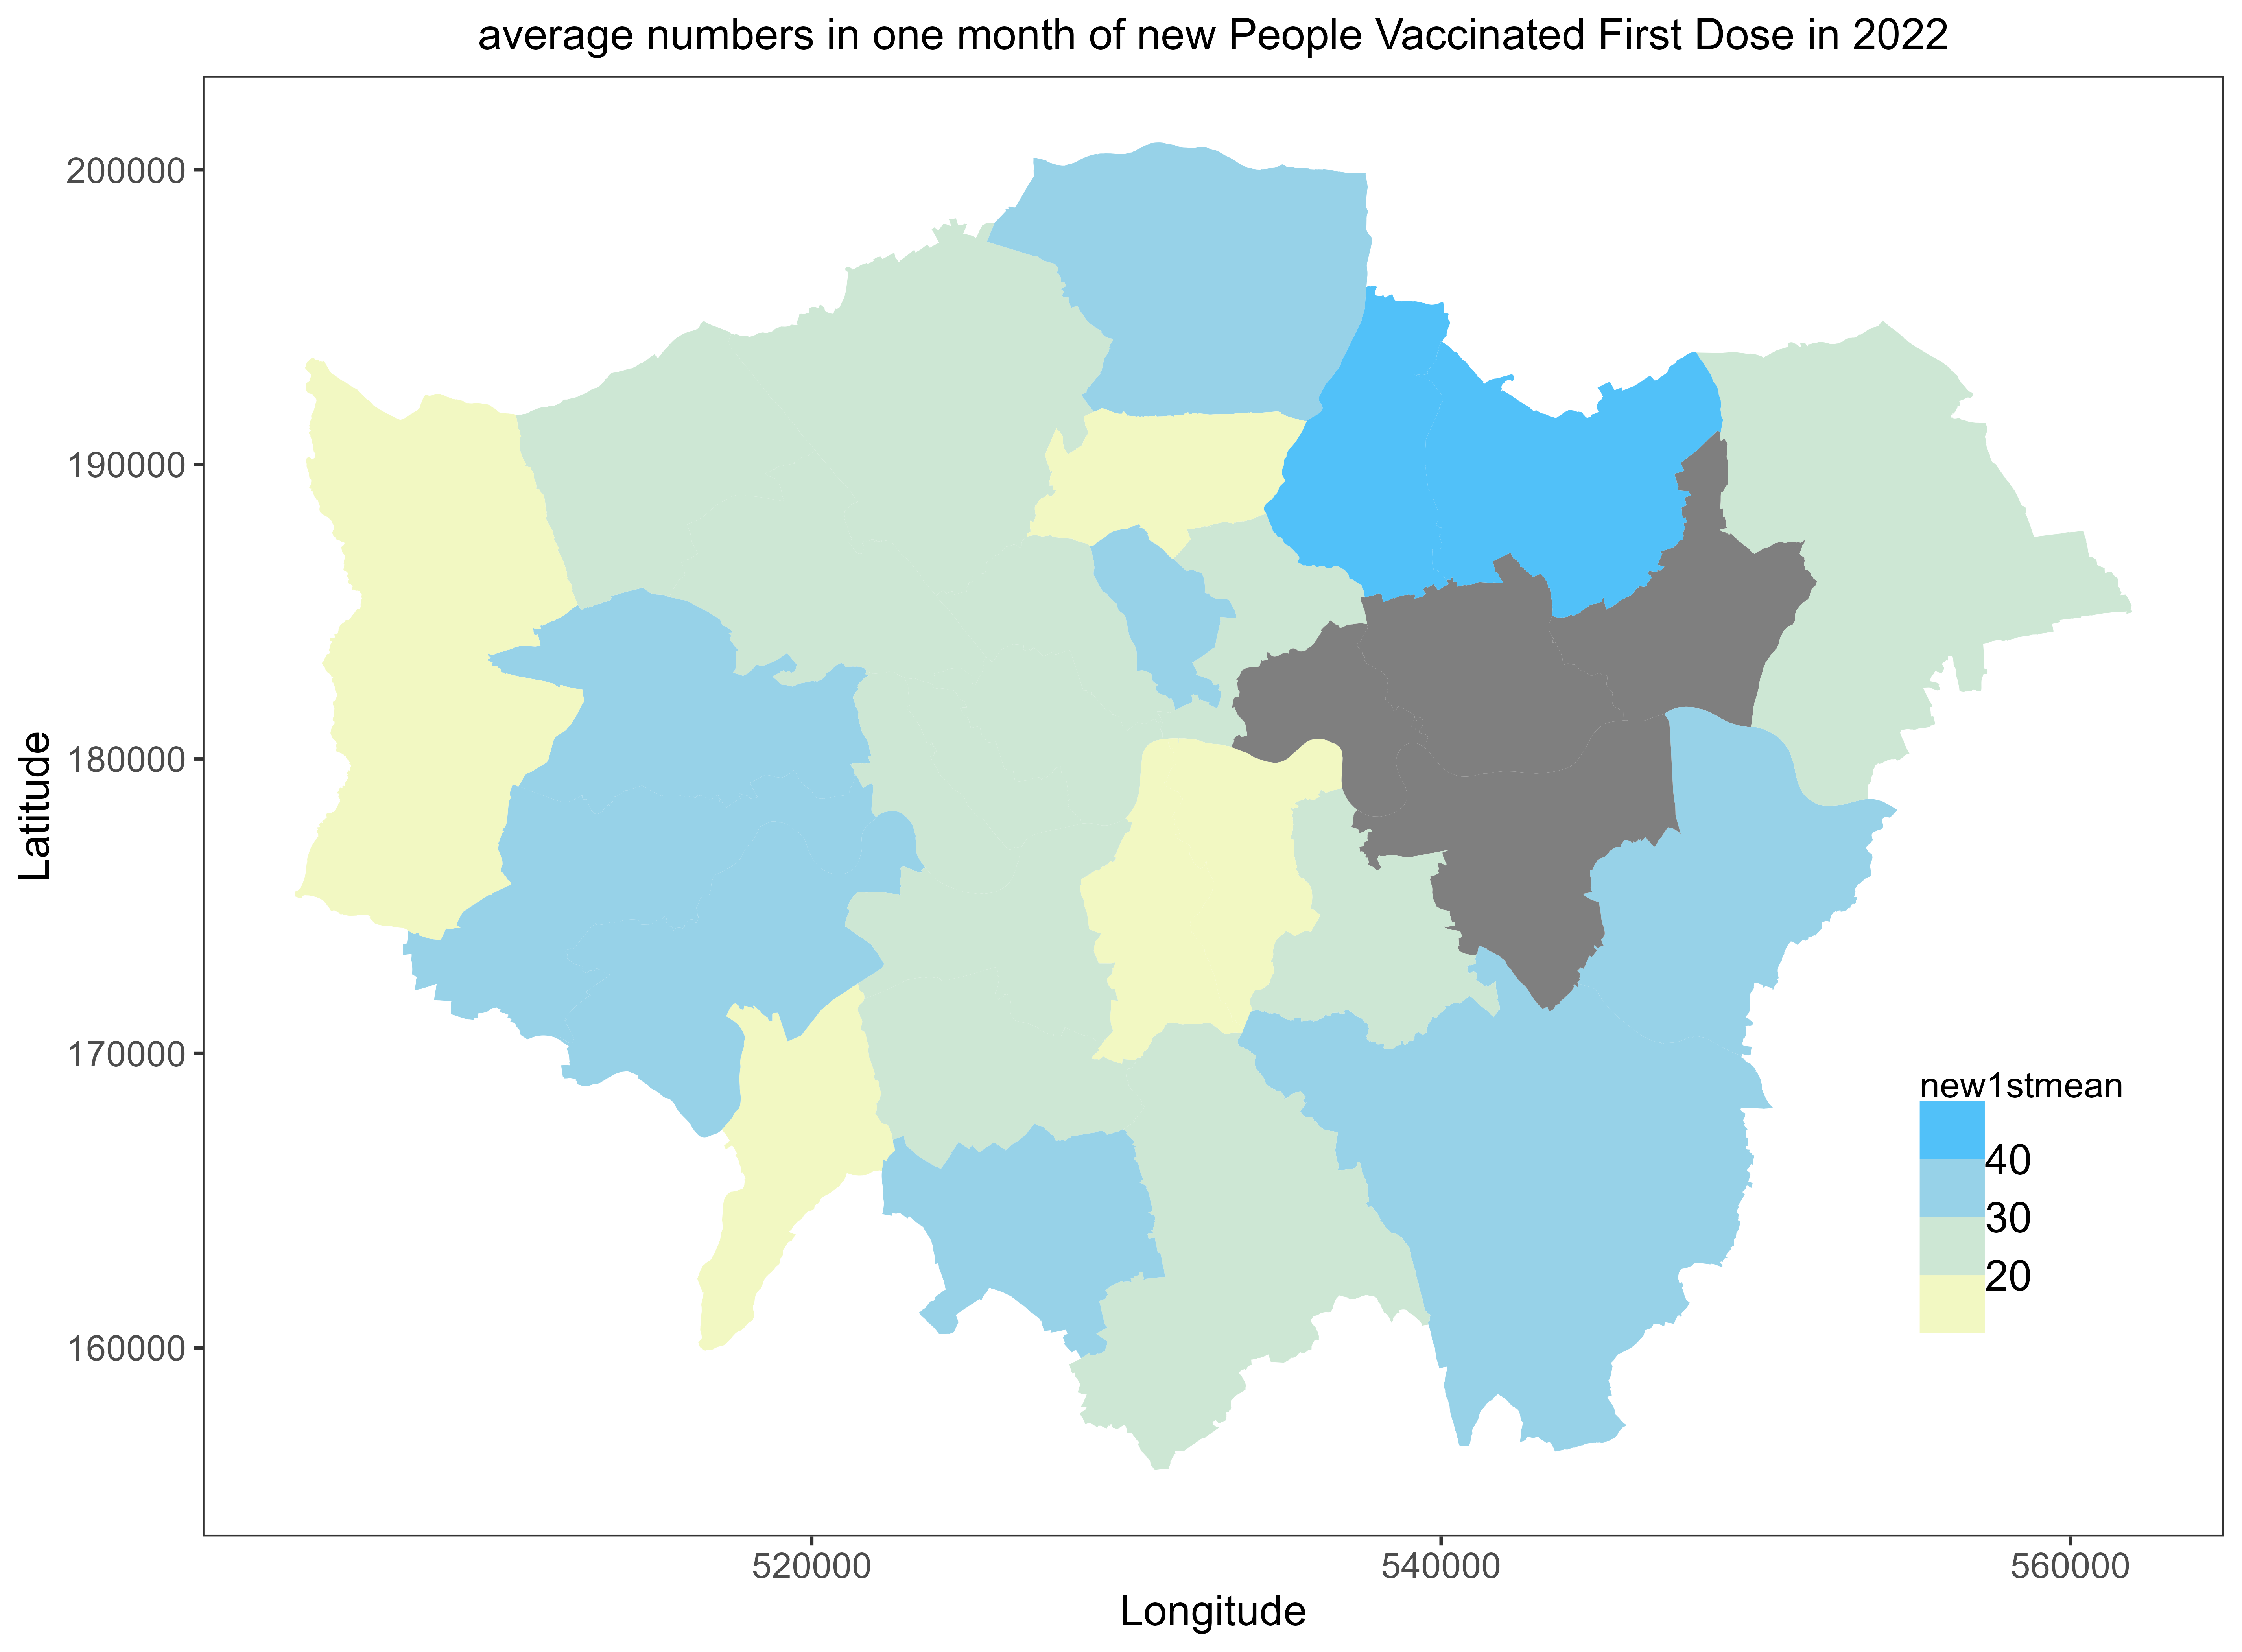 average numbers in one month of new People Vaccinated First Dose in 2022
200000
190000
180000
170000
160000
Latitude
new1stmean
40
30
20
520000
540000
560000
Longitude